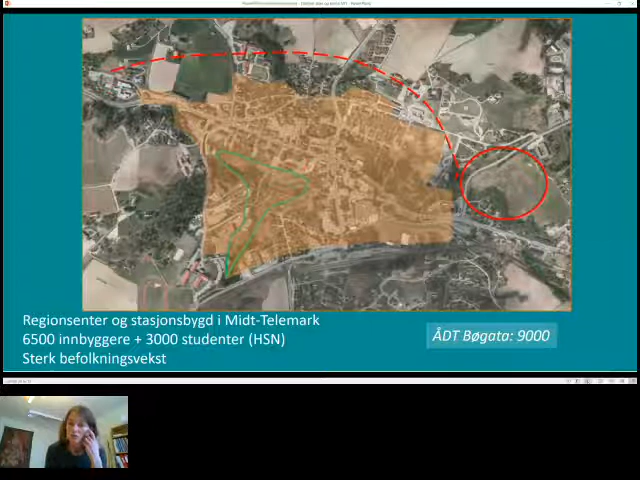 Regionsenter og stasjonsbygd i Midt-Telemark
6500 innbyggere + 3000 studenter (HSN)
Sterk befolkningsvekst
ÅDT Bøgata: 9000